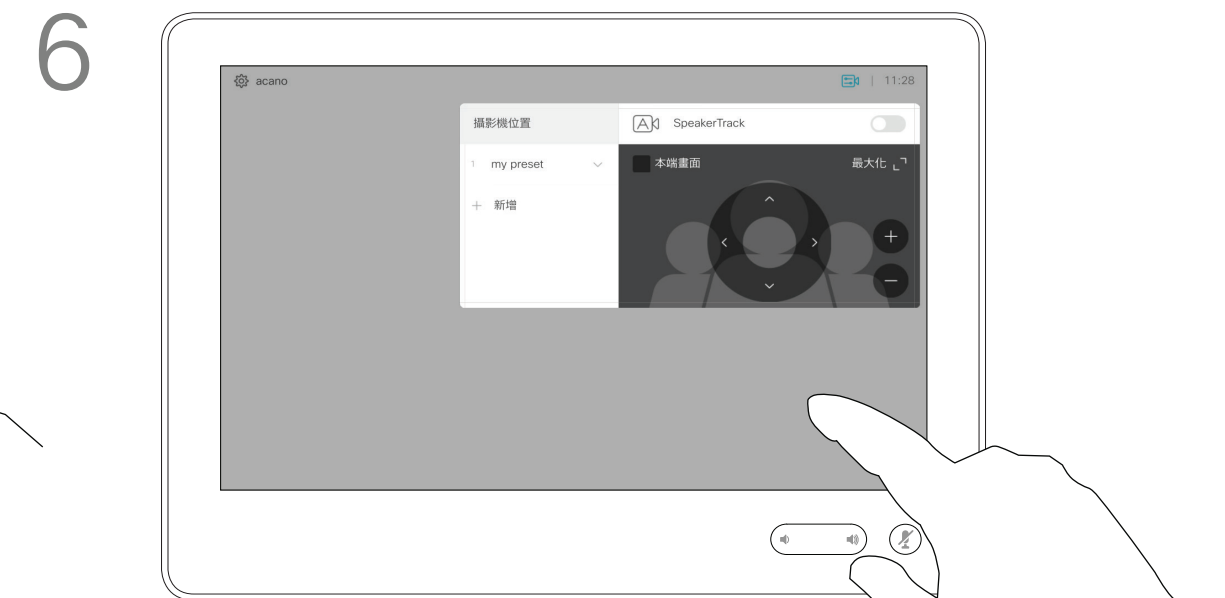 6
acano
11:28
攝影機位置
SpeakerTrack
1 my preset
本端畫面
最大化
+ 新增